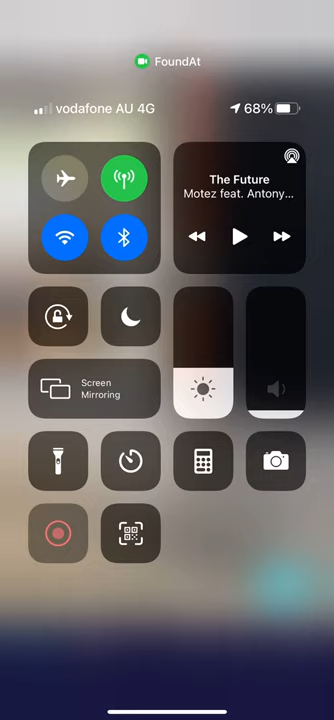 FoundAt
vodafone AU 4G
68%
The Future
Motez feat. Antony...
Screen
Mirroring